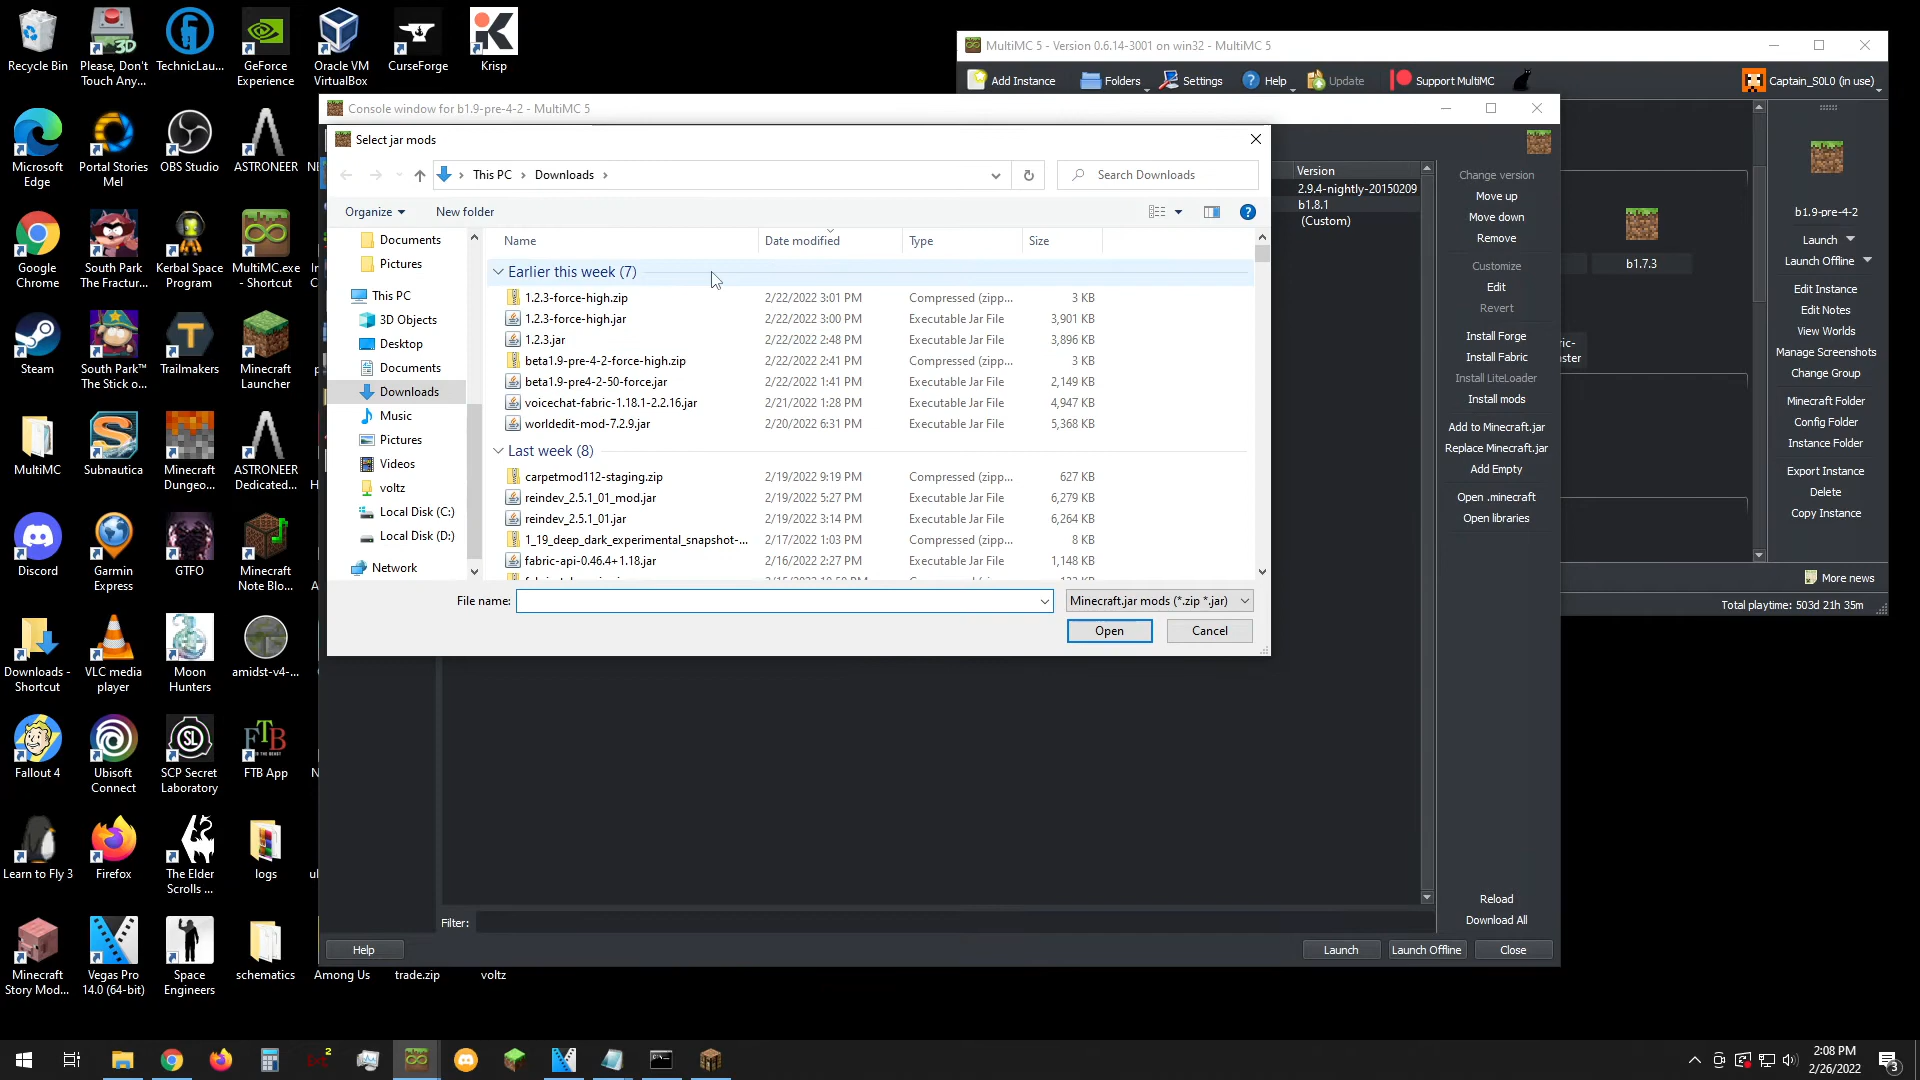 Recycle Bin
Please, Don't
Touch Any...
TechnicLau...
GeForce
Experience
Oracle VM
VirtualBox
CurseForge
Krisp
Microsoft
Edge
Portal Stories
Mel
OBS Studio
ASTRONEER
Google
Chrome
South Park
The Fractur...
Kerbal Space
Program
MultiMC.exe
- Shortcut
Steam
South Park™
The Stick o...
Trailmakers
Minecraft
Launcher
MultiMC
Subnautica
Minecraft
Dungeo...
ASTRONEER
Dedicated...
Discord
Garmin
Express
GTFO
Minecraft
Note Blo...
Downloads -
Shortcut
VLC media
player
Moon
Hunters
amidst-v4-...
Fallout 4
Ubisoft
Connect
SCP Secret
Laboratory
FTB App
Learn to Fly 3
Firefox
The Elder
Scrolls ...
logs
Minecraft
Story Mod...
Vegas Pro
14.0 (64-bit)
Space
Engineers
schematics
Among Us
trade.zip
voltz
MultiMC 5 - Version 0.6.14-3001 on win32 - MultiMC 5
Add Instance
Folders
Settings
Help
Update
Support MultiMC
Captain_S0L0 (in use)
Console window for b1.9-pre-4-2 - MultiMC 5
Select jar mods
This PC
Downloads
Search Downloads
Organize
New folder
Documents
Pictures
This PC
3D Objects
Desktop
Documents
Downloads
Music
Pictures
Videos
voltz
Local Disk (C:)
Local Disk (D:)
Network
Name Date modified Type Size
Earlier this week (7)
1.2.3-force-high.zip 2/22/2022 3:01 PM Compressed (zipp... 3 KB
1.2.3-force-high.jar 2/22/2022 3:00 PM Executable Jar File 3,901 KB
1.2.3.jar 2/22/2022 2:48 PM Executable Jar File 3,896 KB
beta1.9-pre-4-2-force-high.zip 2/22/2022 2:41 PM Compressed (zipp... 3 KB
beta1.9-pre4-2-50-force.jar 2/22/2022 1:41 PM Executable Jar File 2,149 KB
voicechat-fabric-1.18.1-2.2.16.jar 2/21/2022 1:28 PM Executable Jar File 4,947 KB
worldedit-mod-7.2.9.jar 2/20/2022 6:31 PM Executable Jar File 5,368 KB
Last week (8)
carpetmod112-staging.zip 2/19/2022 9:19 PM Compressed (zipp... 627 KB
reindev_2.5.1_01_mod.jar 2/19/2022 5:27 PM Executable Jar File 6,279 KB
reindev_2.5.1_01.jar 2/19/2022 3:14 PM Executable Jar File 6,264 KB
1_19_deep_dark_experimental_snapshot-... 2/17/2022 1:03 PM Compressed (zipp... 8 KB
fabric-api-0.46.4+1.18.jar 2/16/2022 2:27 PM Executable Jar File 1,148 KB
File name:
Minecraft.jar mods (*.zip *.jar)
Open
Cancel
Version
2.9.4-nightly-20150209
b1.8.1
(Custom)
Change version
Move up
Move down
Remove
Customize
Edit
Revert
Install Forge
Install Fabric
Install LiteLoader
Install mods
Add to Minecraft.jar
Replace Minecraft.jar
Add Empty
Open .minecraft
Open libraries
Reload
Download All
Filter:
Help
Launch
Launch Offline
Close
b1.7.3
b1.9-pre-4-2
Launch
Launch Offline
Edit Instance
Edit Notes
View Worlds
Manage Screenshots
Change Group
Minecraft Folder
Config Folder
Instance Folder
Export Instance
Delete
Copy Instance
More news
Total playtime: 503d 21h 35m
2:08 PM
2/26/2022
3